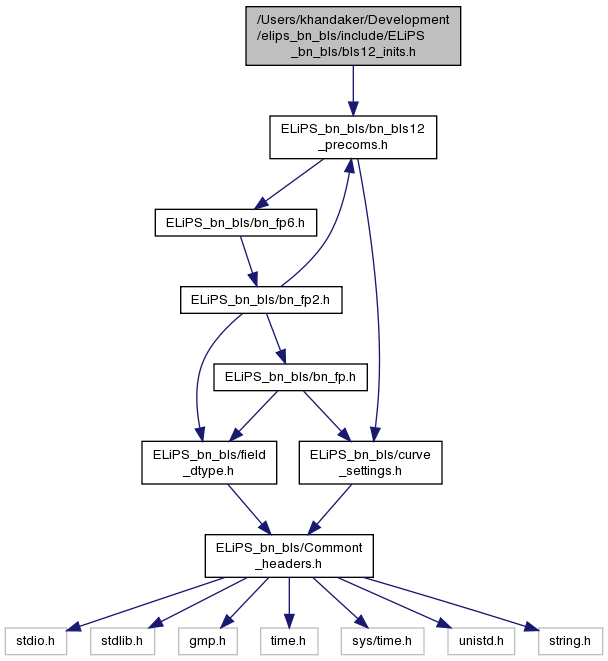 /Users/khandaker/Development
/elips_bn_bls/include/ELiPS
_bn_bls/bls12_inits.h
ELiPS_bn_bls/bn_bls12
_precoms.h
ELiPS_bn_bls/bn_fp6.h
ELiPS_bn_bls/bn_fp2.h
ELiPS_bn_bls/bn_fp.h
ELiPS_bn_bls/field
_dtype.h
ELiPS_bn_bls/curve
_settings.h
ELiPS_bn_bls/Commont
_headers.h
stdio.h
stdlib.h
gmp.h
time.h
sys/time.h
unistd.h
string.h